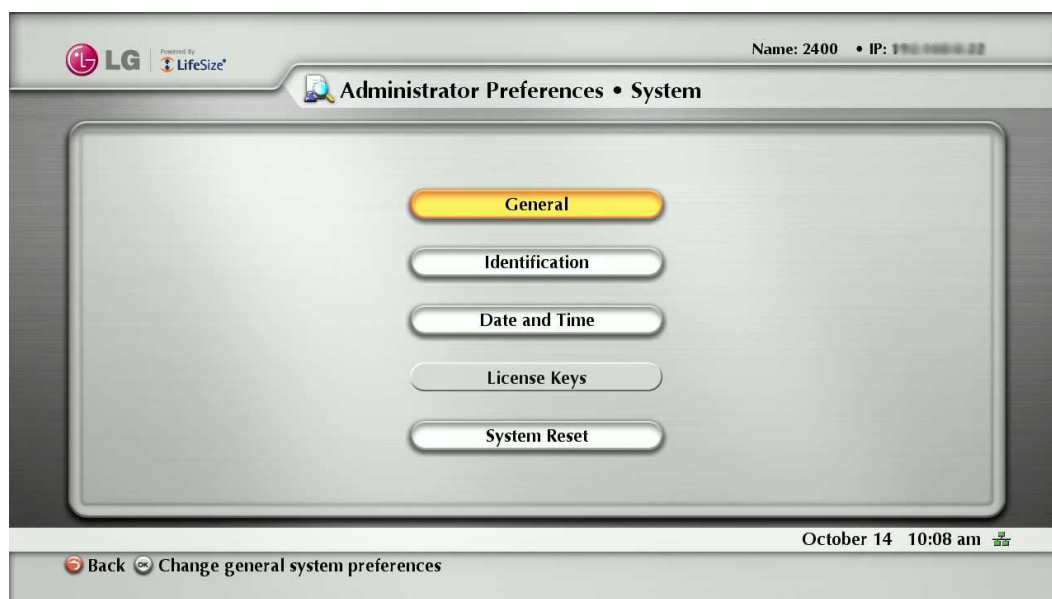 LG Powered by LifeSize®
Name: 2400 • IP:
Administrator Preferences • System
General
Identification
Date and Time
License Keys
System Reset
October 14 10:08 am
Back OK Change general system preferences